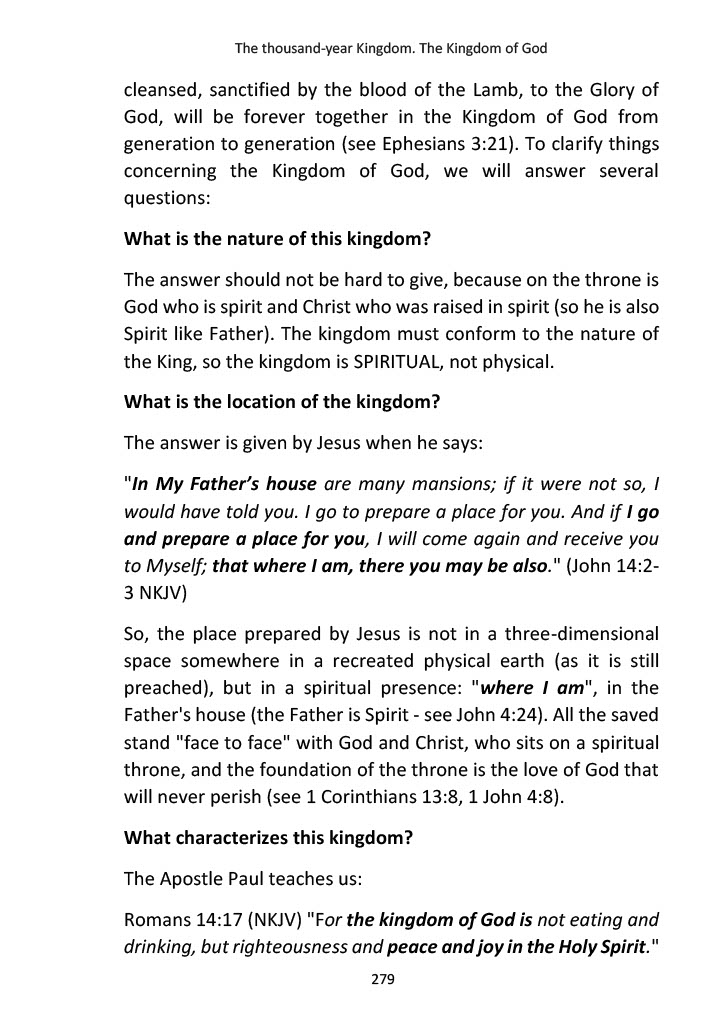 The thousand-year Kingdom. The Kingdom of God
cleansed, sanctified by the blood of the Lamb, to the Glory of
God, will be forever together in the Kingdom of God from
generation to generation (see Ephesians 3:21). To clarify things
concerning the Kingdom of God, we will answer several
questions:
What is the nature of this kingdom?
The answer should not be hard to give, because on the throne is
God who is spirit and Christ who was raised in spirit (so he is also
Spirit like Father). The kingdom must conform to the nature of
the King, so the kingdom is SPIRITUAL, not physical.
What is the location of the kingdom?
The answer is given by Jesus when he says:
"In My Father’s house are many mansions; if it were not so, I
would have told you. I go to prepare a place for you. And if I go
and prepare a place for you, I will come again and receive you
to Myself; that where I am, there you may be also." (John 14:2-
3 NKJV)
So, the place prepared by Jesus is not in a three-dimensional
space somewhere in a recreated physical earth (as it is still
preached), but in a spiritual presence: "where I am", in the
Father's house (the Father is Spirit - see John 4:24). All the saved
stand "face to face" with God and Christ, who sits on a spiritual
throne, and the foundation of the throne is the love of God that
will never perish (see 1 Corinthians 13:8, 1 John 4:8).
What characterizes this kingdom?
The Apostle Paul teaches us:
Romans 14:17 (NKJV) "For the kingdom of God is not eating and
drinking, but righteousness and peace and joy in the Holy Spirit."
279